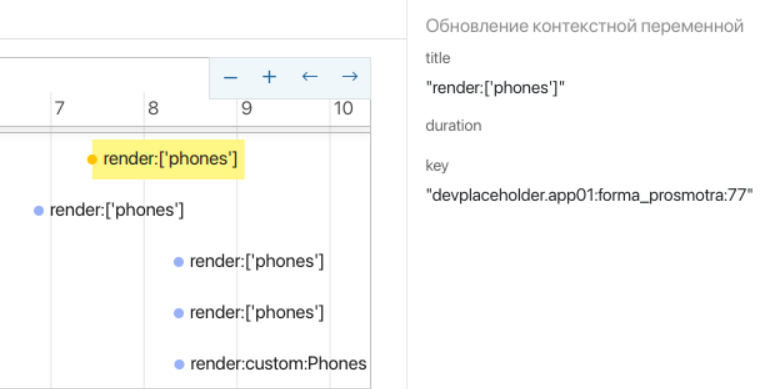 − + ← →
7 8 9 10
render:['phones']
render:['phones']
render:['phones']
render:['phones']
render:custom:Phones
Обновление контекстной переменной
title
"render:['phones']"
duration
key
"devplaceholder.app01:forma_prosmotra:77"